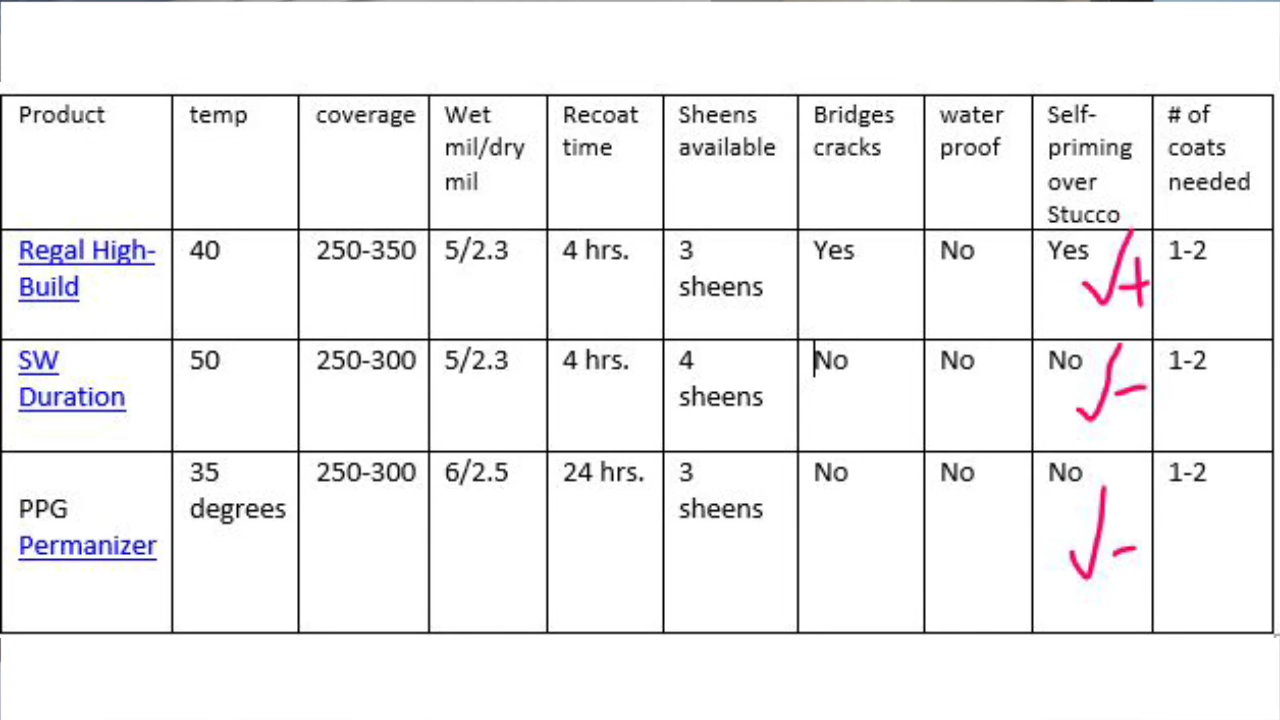 Product temp coverage Wet mil/dry mil Recoat time Sheens available Bridges cracks water proof Self-priming over Stucco # of coats needed
Regal High-Build 40 250-350 5/2.3 4 hrs. 3 sheens Yes No Yes √+ 1-2
SW Duration 50 250-300 5/2.3 4 hrs. 4 sheens No No No √- 1-2
PPG Permanizer 35 degrees 250-300 6/2.5 24 hrs. 3 sheens No No No √- 1-2